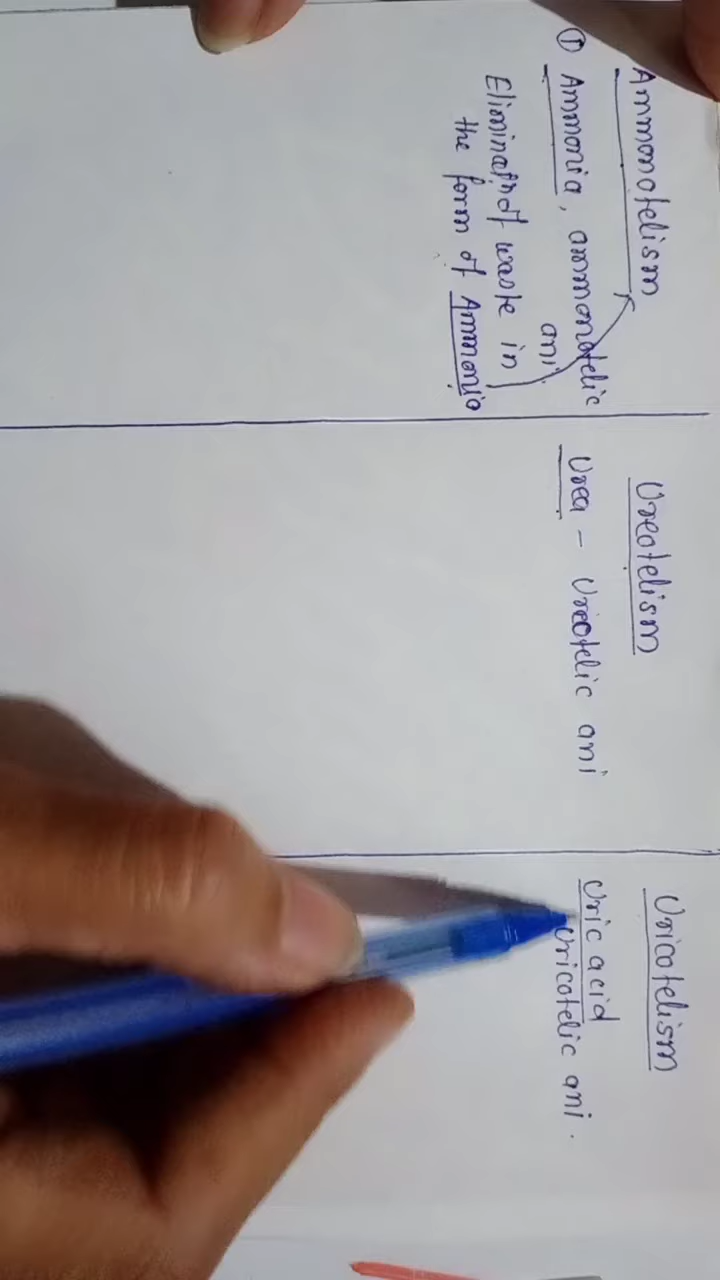 Ammonotelism
① Ammonia, ammonotelic
ani
Eliminatn of waste in
the form of Ammonia
Ureotelism
Urea - Ureotelic ani
Uricotelism
Uric acid
Uricotelic ani.